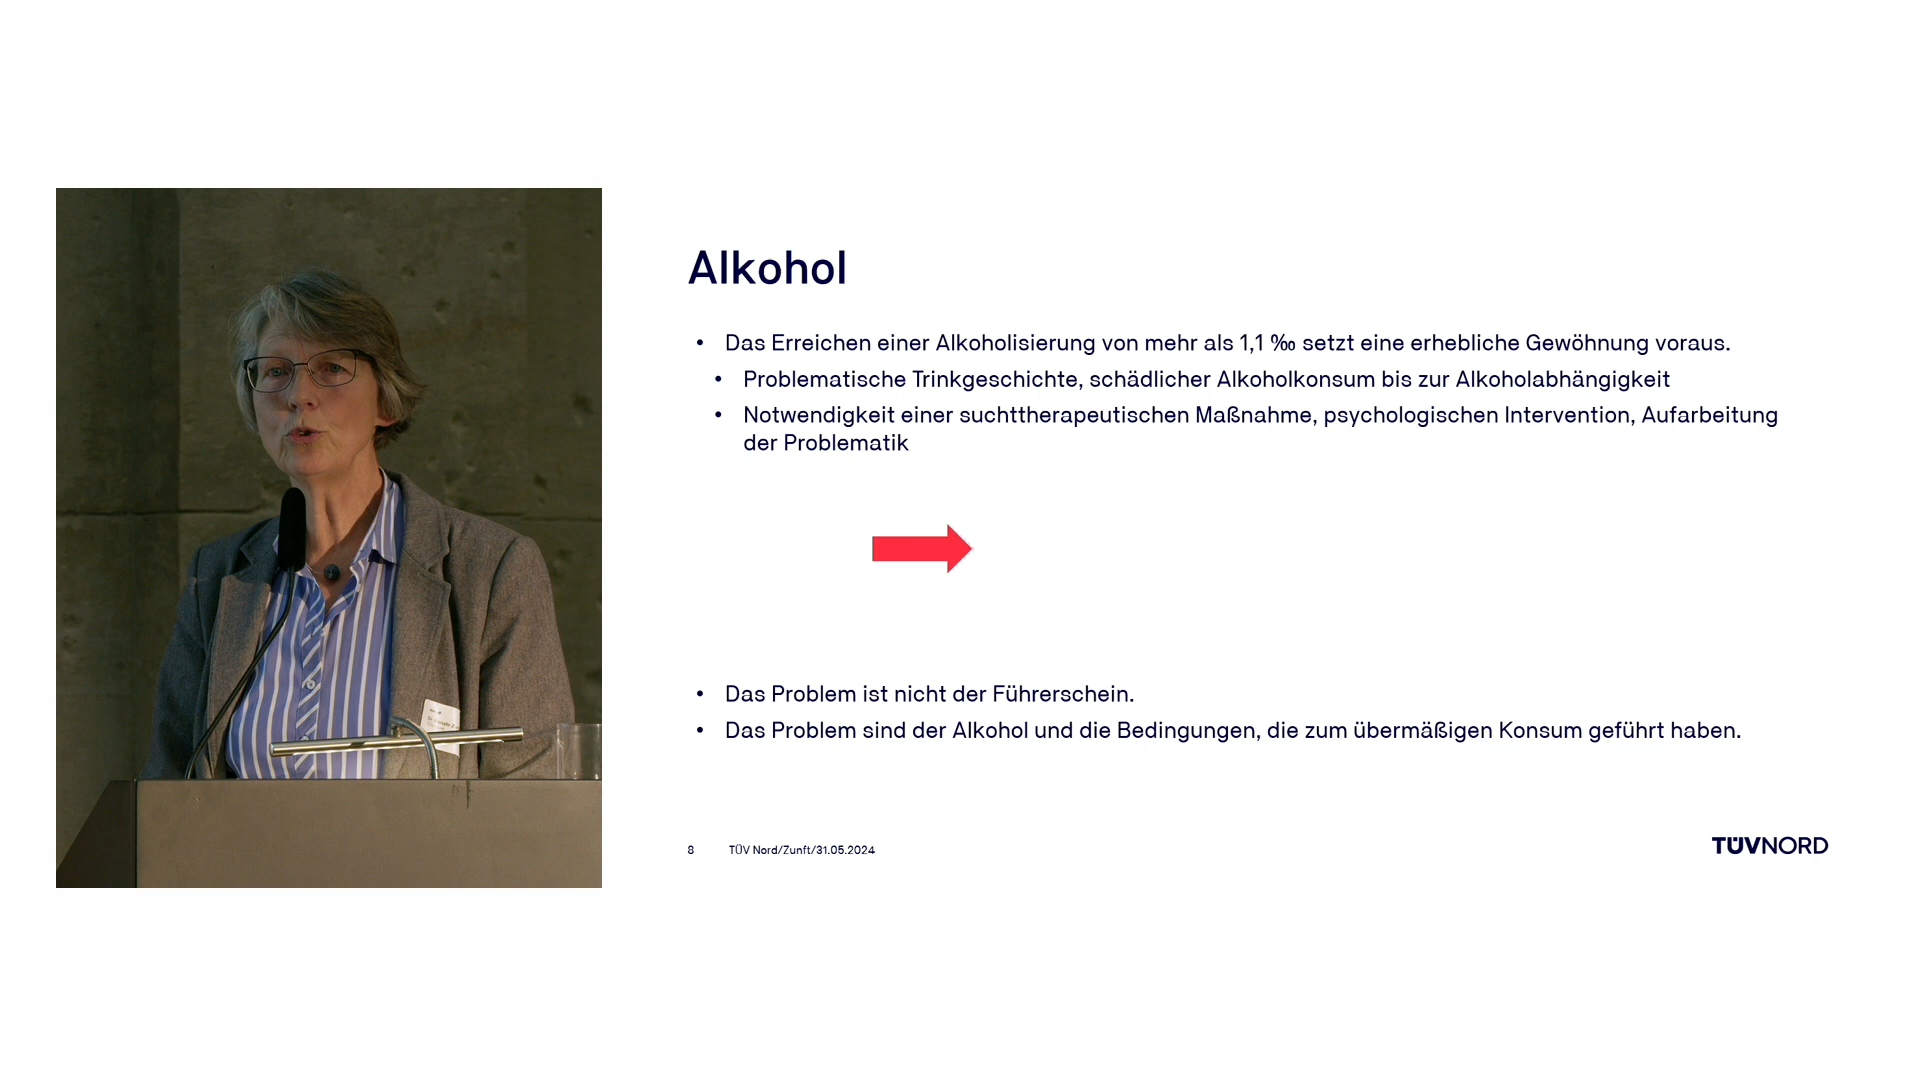 Alkohol
• Das Erreichen einer Alkoholisierung von mehr als 1,1 ‰ setzt eine erhebliche Gewöhnung voraus.
• Problematische Trinkgeschichte, schädlicher Alkoholkonsum bis zur Alkoholabhängigkeit
• Notwendigkeit einer suchttherapeutischen Maßnahme, psychologischen Intervention, Aufarbeitung
der Problematik
• Das Problem ist nicht der Führerschein.
• Das Problem sind der Alkohol und die Bedingungen, die zum übermäßigen Konsum geführt haben.
8 TÜV Nord/Zunft/31.05.2024
TÜVNORD